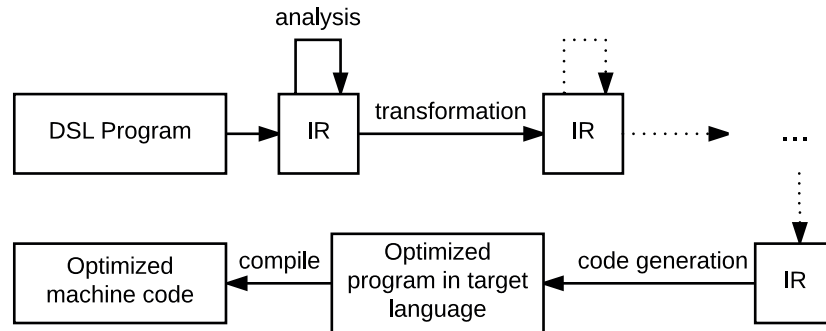 analysis
DSL Program
IR
transformation
IR
...
Optimized
machine code
compile
Optimized
program in target
language
code generation
IR